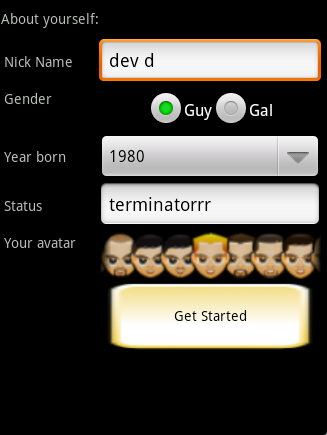 About yourself:
Nick Name dev d
Gender Guy Gal
Year born 1980
Status terminatorrr
Your avatar
Get Started